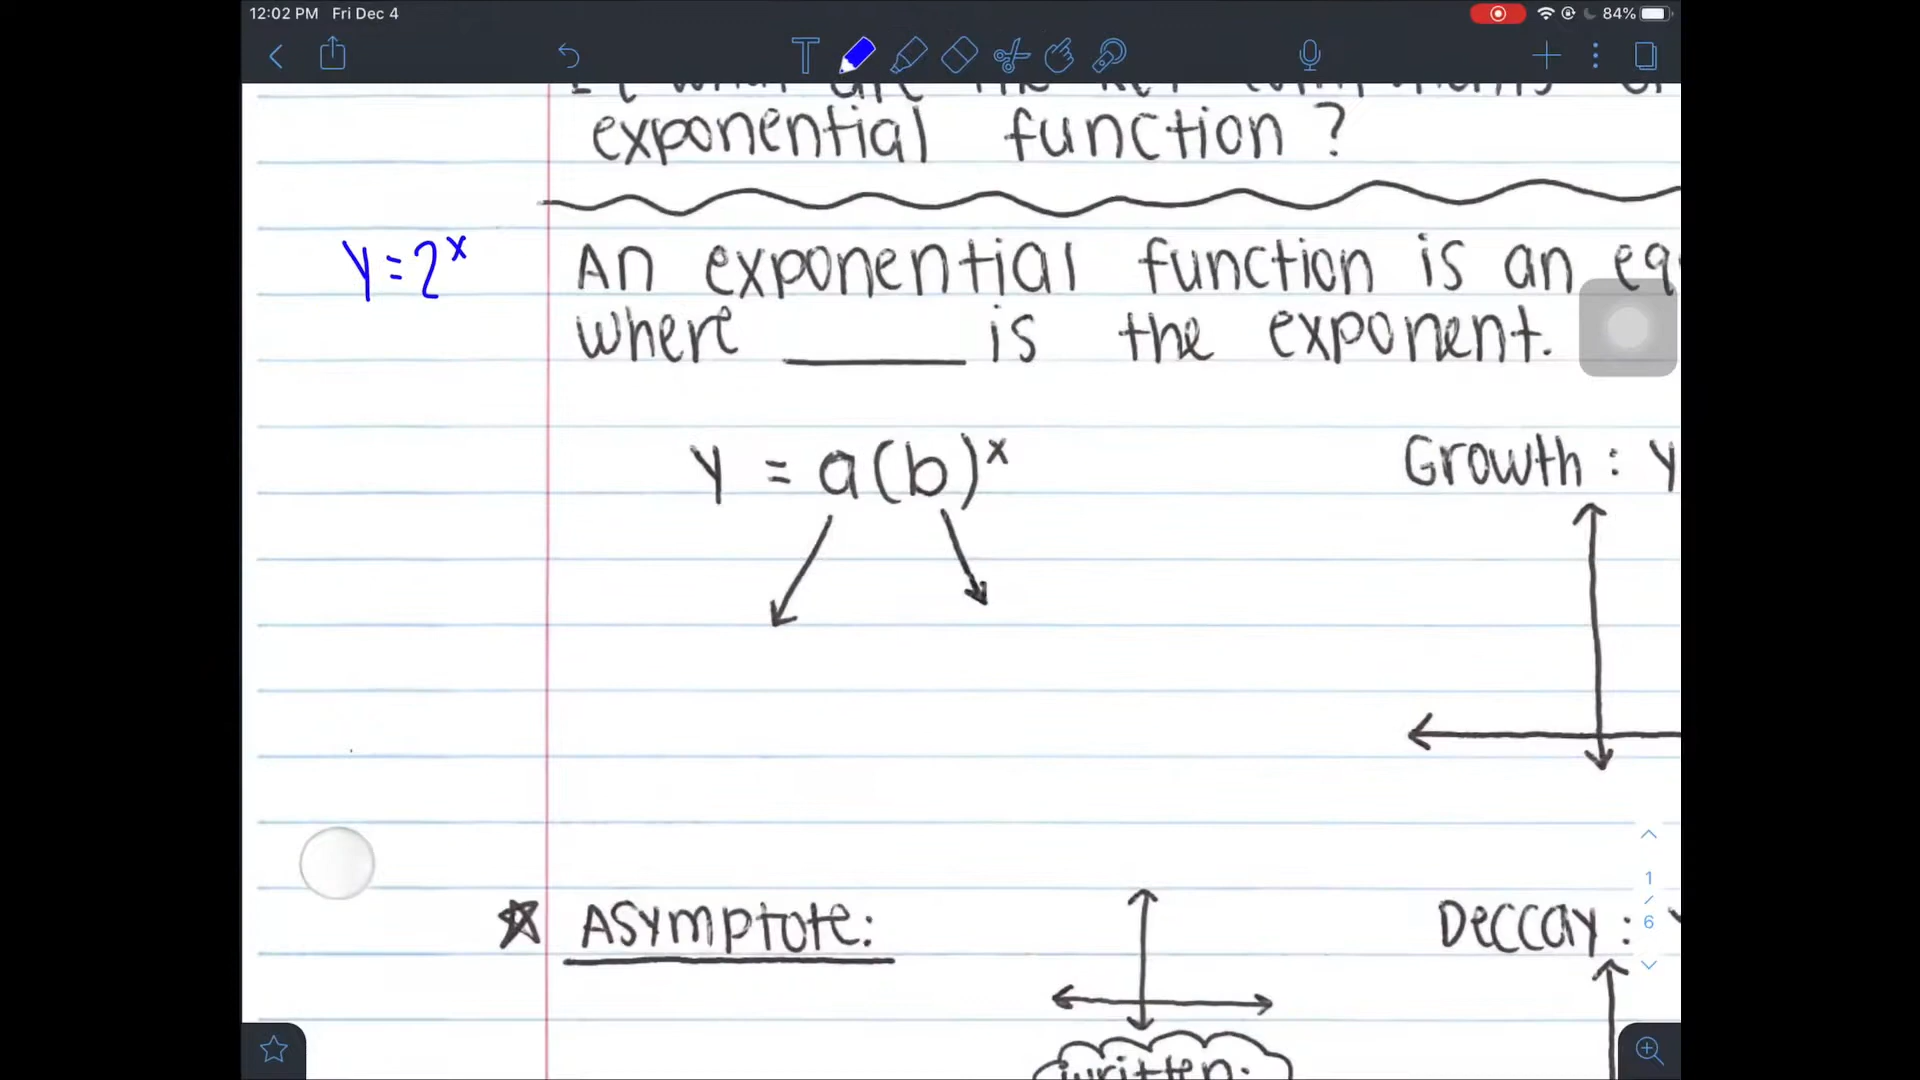 12:02 PM Fri Dec 4
84%
T
exponential function ?
y=2^x
An exponential function is an eq
where ______ is the exponent.
y = a(b)^x
Growth : y
1
/
6
☆ Asymptote:
Deccay : y
written: